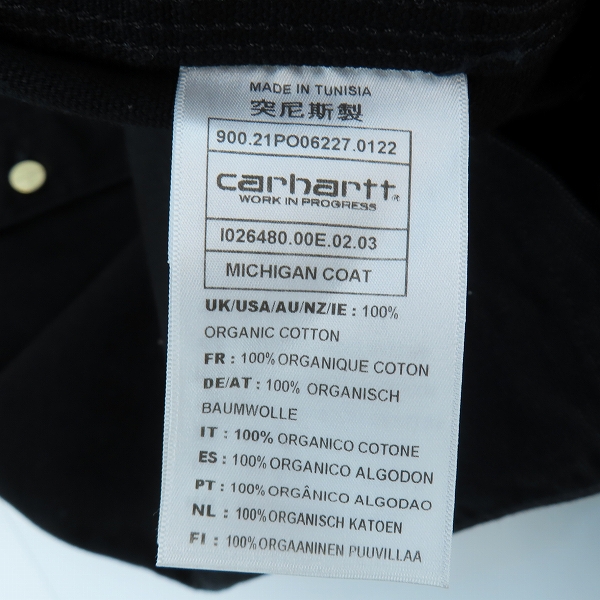 MADE IN TUNISIA
突尼斯製
900.21PO06227.0122
carhartt®
WORK IN PROGRESS
I026480.00E.02.03
MICHIGAN COAT
UK/USA/AU/NZ/IE : 100%
ORGANIC COTTON
FR : 100% ORGANIQUE COTON
DE/AT : 100% ORGANISCH
BAUMWOLLE
IT : 100% ORGANICO COTONE
ES : 100% ORGANICO ALGODON
PT : 100% ORGÂNICO ALGODAO
NL : 100% ORGANISCH KATOEN
FI : 100% ORGAANINEN PUUVILLAA